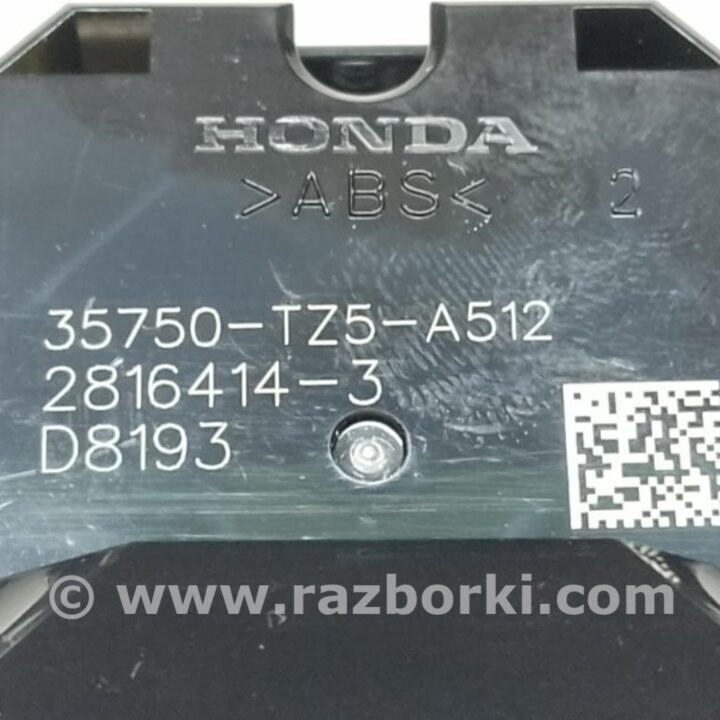 HONDA
>ABS< 2
35750-TZ5-A512
2816414-3
D8193
© www.razborki.com